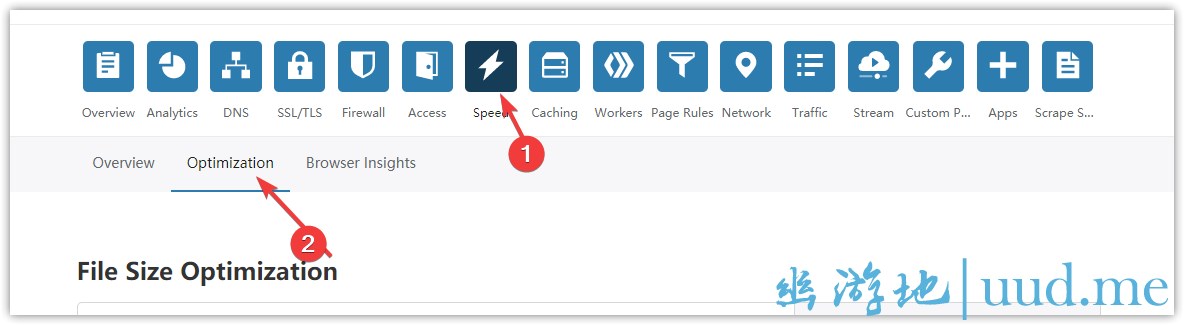 Overview Analytics DNS SSL/TLS Firewall Access Speed Caching Workers Page Rules Network Traffic Stream Custom P... Apps Scrape S...
1
Overview Optimization Browser Insights
2
File Size Optimization
幽游地|uud.me